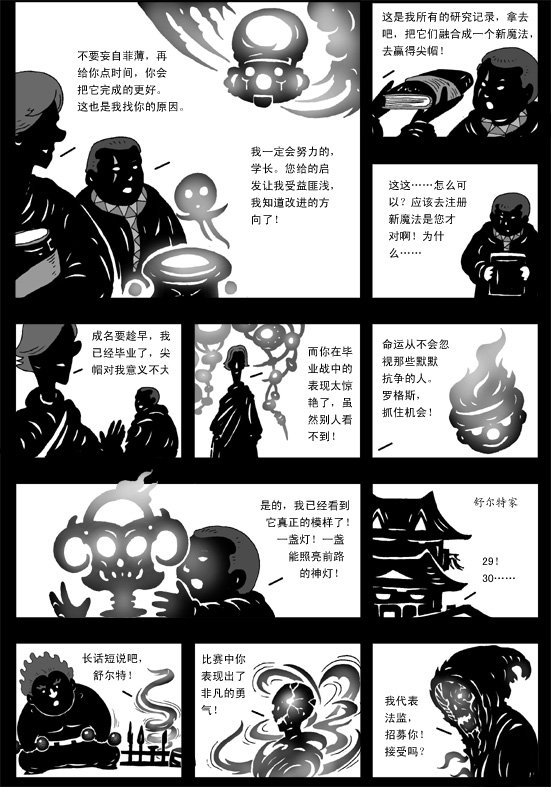 不要妄自菲薄，再
给你点时间，你会
把它完成的更好。
这也是我找你的原因。
我一定会努力的，
学长。您给的启
发让我受益匪浅，
我知道改进的方
向了！
这是我所有的研究记录，拿去
吧，把它们融合成一个新魔法，
去赢得尖帽！
这这……怎么可
以？应该去注册
新魔法是您才
对啊！为什
么……
成名要趁早，我
已经毕业了，尖
帽对我意义不大
而你在毕
业战中的
表现太惊
艳了，虽
然别人看
不到！
命运从不会忽
视那些默默
抗争的人。
罗格斯，
抓住机会！
是的，我已经看到
它真正的模样了！
一盏灯！一盏
能照亮前路
的神灯！
舒尔特家
29！
30……
长话短说吧，
舒尔特！
比赛中你
表现出了
非凡的勇
气！
我代表
法监，
招募你！
接受吗？